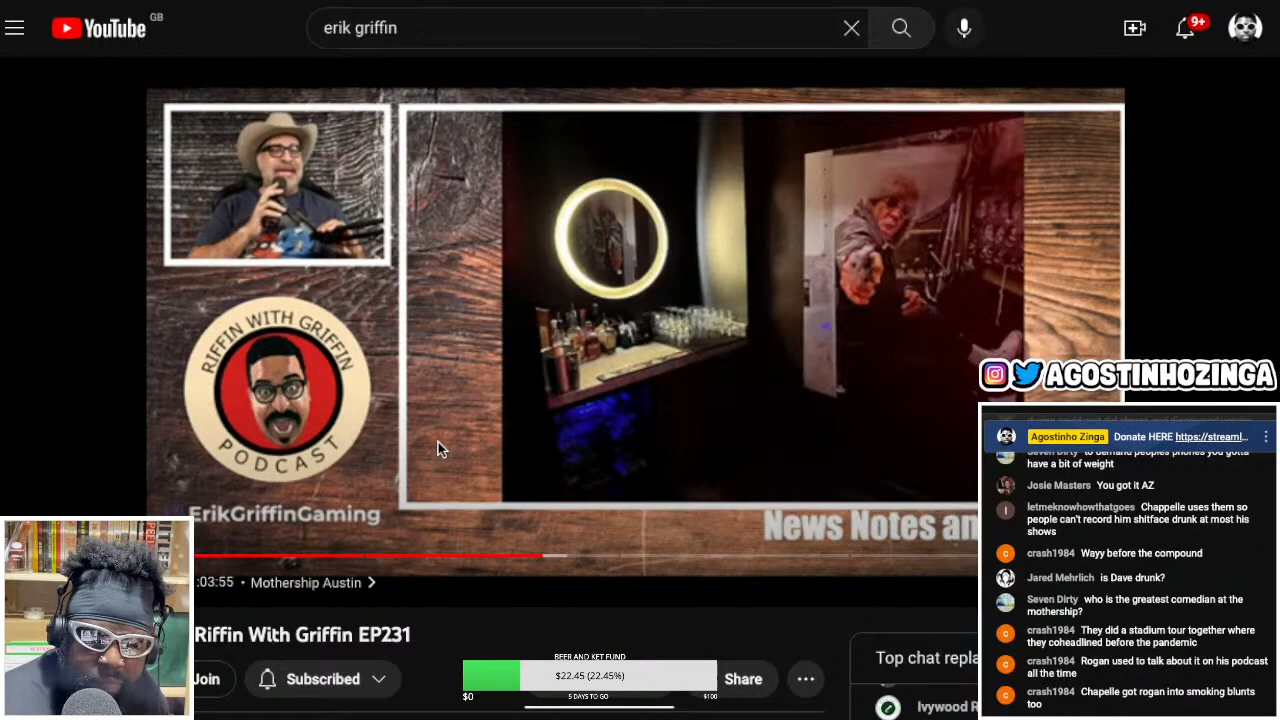 YouTube GB
erik griffin
9+
RIFFIN WITH GRIFFIN
PODCAST
ErikGriffinGaming
News Notes an
:03:55 • Mothership Austin
Riffin With Griffin EP231
oin
Subscribed
BEER AND KET FUND
$22.45 (22.45%)
$0
5 DAYS TO GO
$100
Share
Top chat repla
Ivywood R
AGOSTINHOZINGA
Agostinho Zinga Donate HERE https://streaml...
Seven Dirty to demand peoples phones you gotta
have a bit of weight
Josie Masters You got it AZ
letmeknowhowthatgoes Chappelle uses them so
people can't record him shitface drunk at most his
shows
crash1984 Wayy before the compound
Jared Mehrlich is Dave drunk?
Seven Dirty who is the greatest comedian at the
mothership?
crash1984 They did a stadium tour together where
they coheadlined before the pandemic
crash1984 Rogan used to talk about it on his podcast
all the time
crash1984 Chapelle got rogan into smoking blunts
too